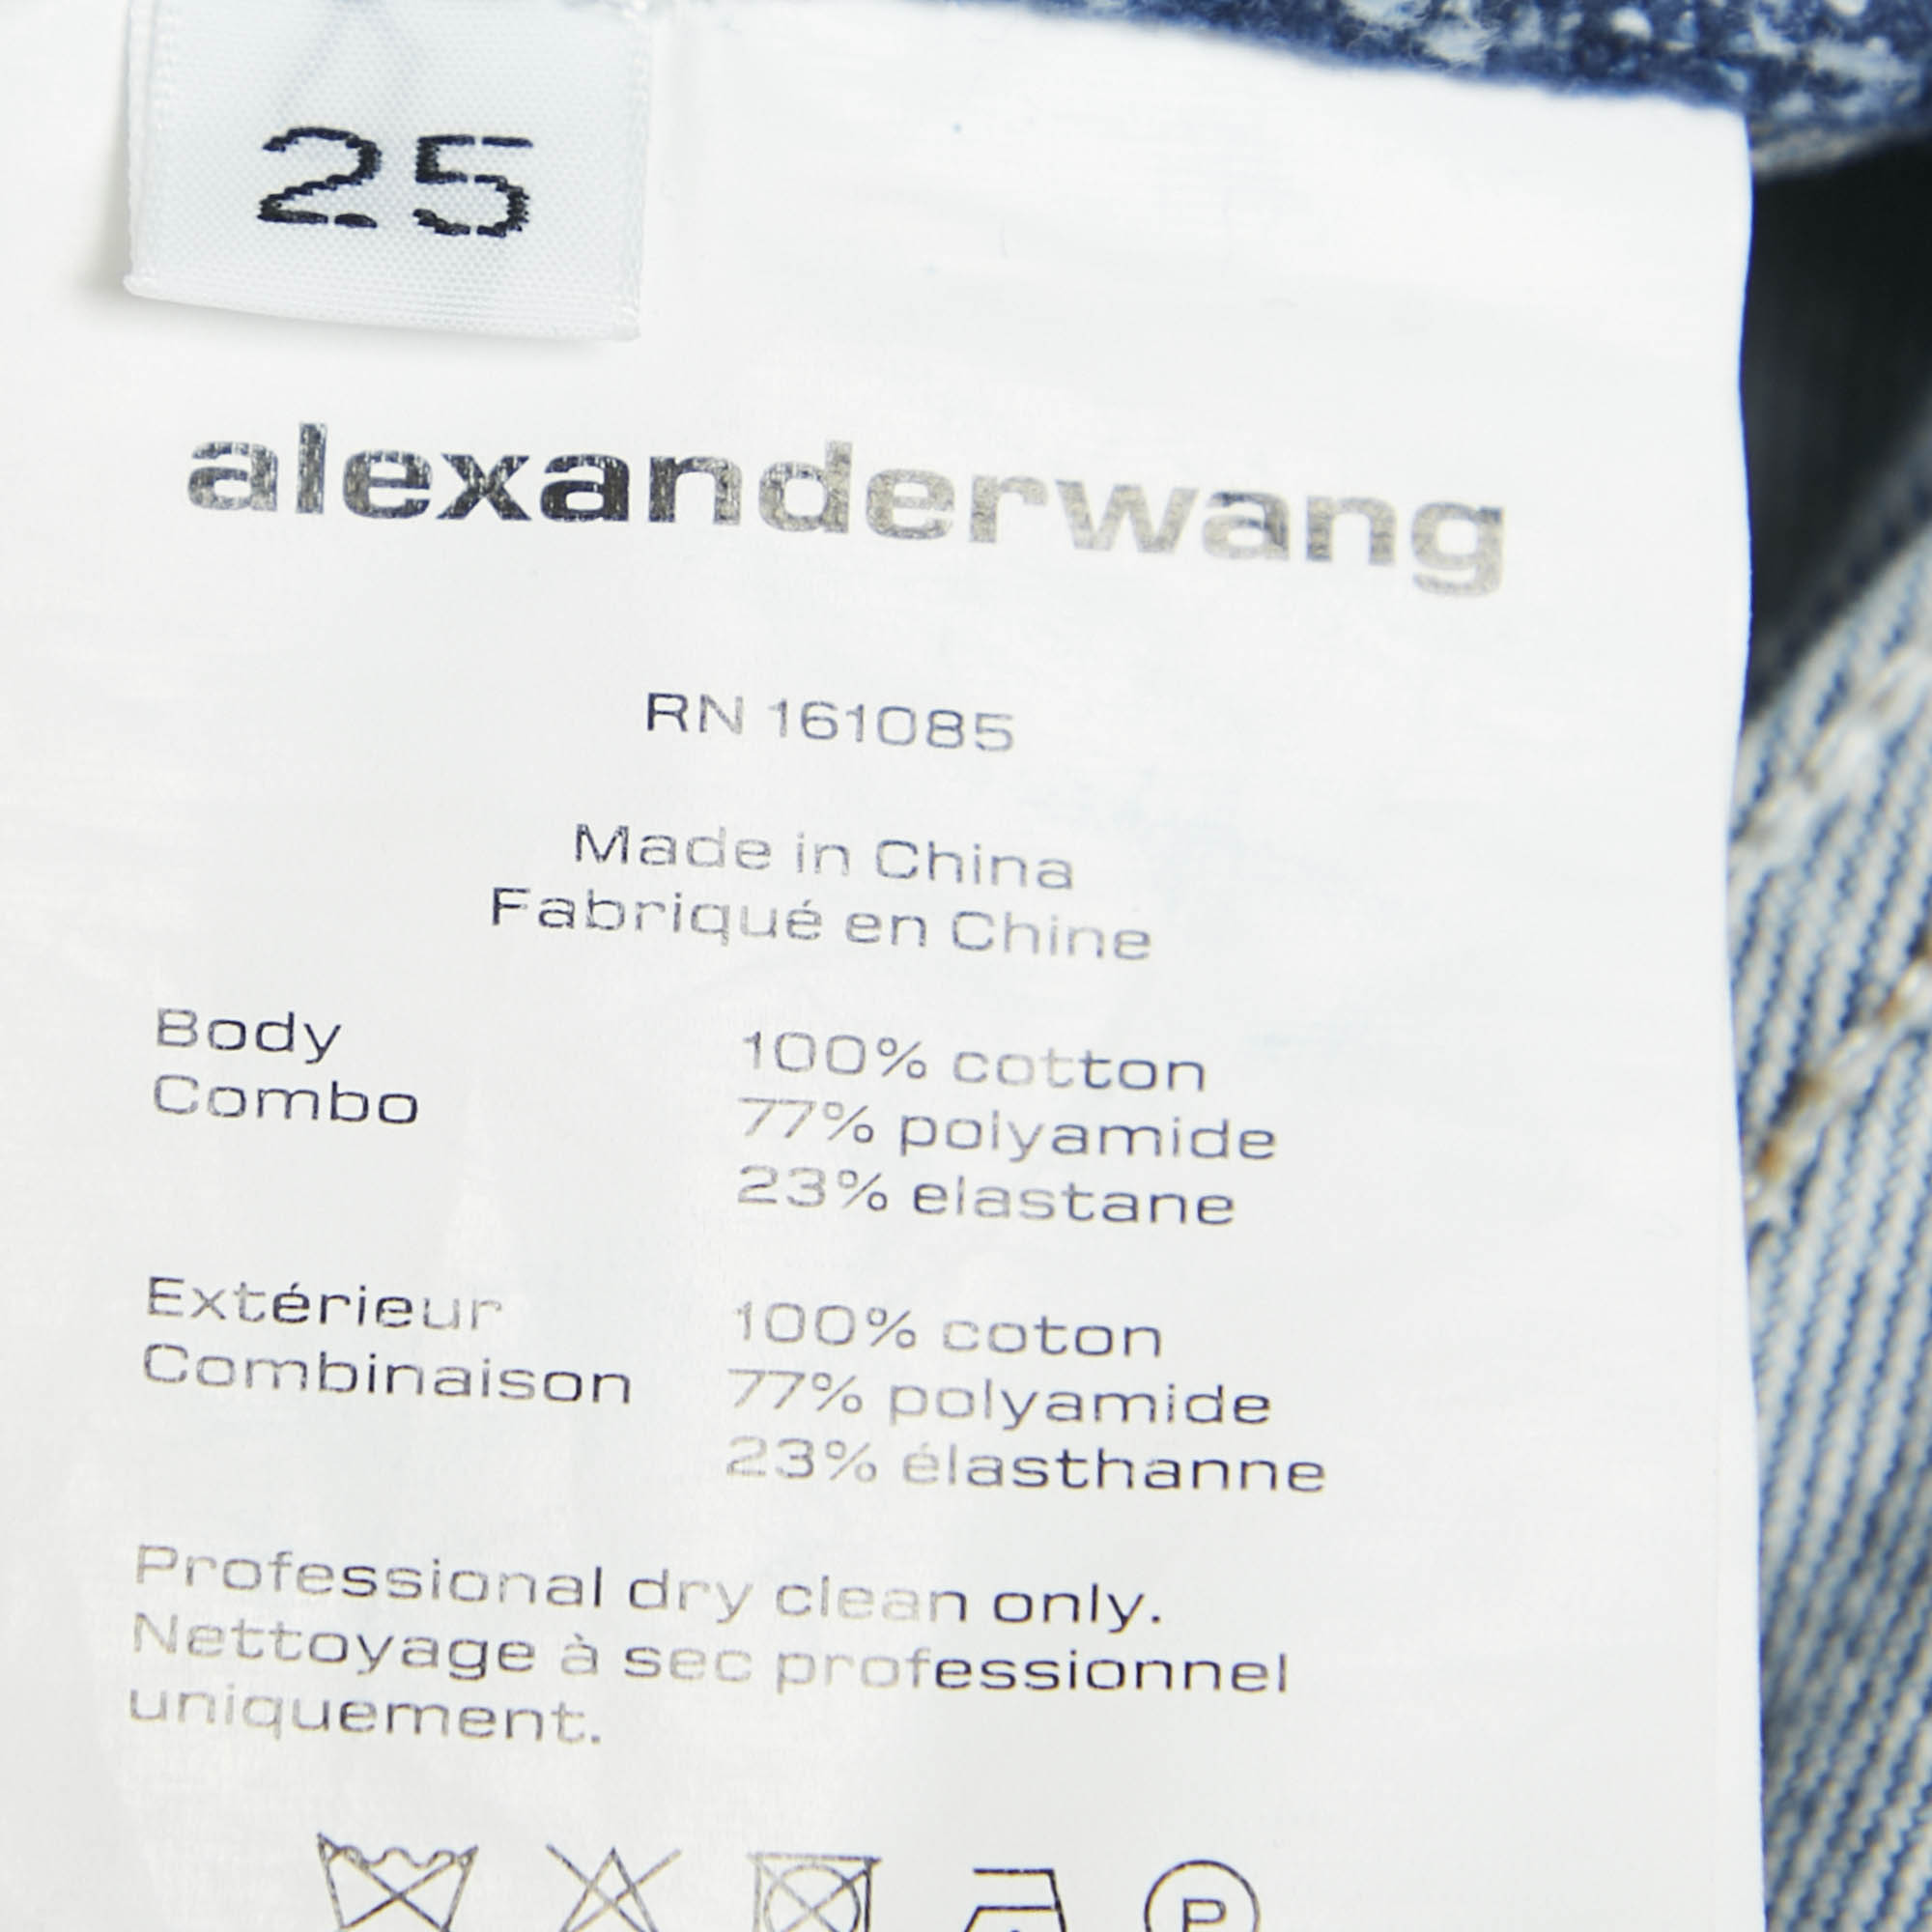 25
alexanderwang
RN 161085
Made in China
Fabriqué en Chine
Body 100% cotton
Combo 77% polyamide
23% elastane
Extérieur 100% coton
Combinaison 77% polyamide
23% élasthanne
Professional dry clean only.
Nettoyage à sec professionnel
uniquement.
P